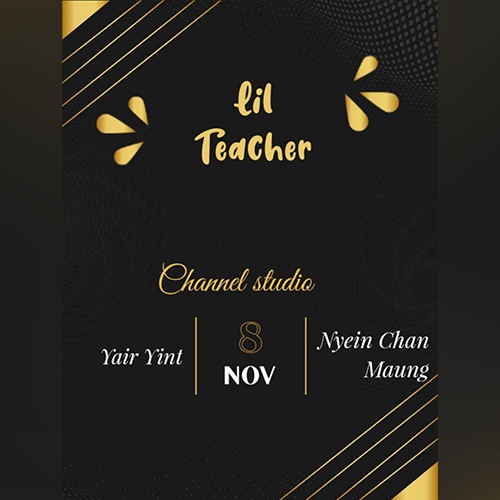 Lil
Teacher
Channel studio
Yair Yint
8
NOV
Nyein Chan
Maung